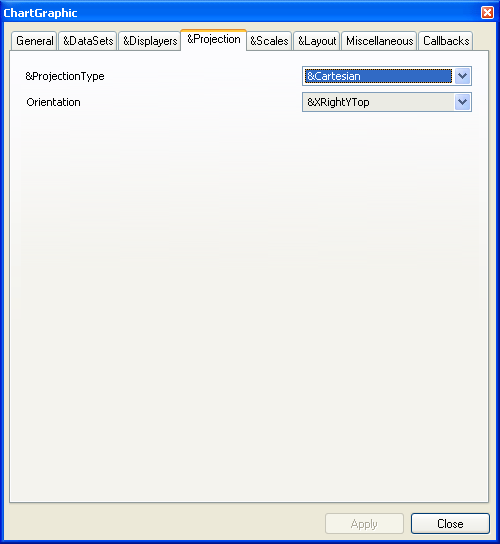 ChartGraphic
General &DataSets &Displayers &Projection &Scales &Layout Miscellaneous Callbacks
&ProjectionType &Cartesian
Orientation &XRightYTop
Apply Close